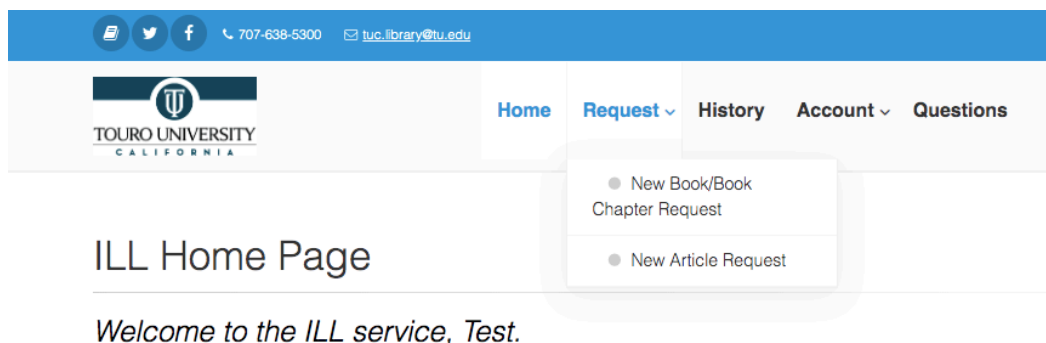 707-638-5300 tuc.library@tu.edu
TOURO UNIVERSITY
CALIFORNIA
Home Request History Account Questions
New Book/Book
Chapter Request
New Article Request
ILL Home Page
Welcome to the ILL service, Test.